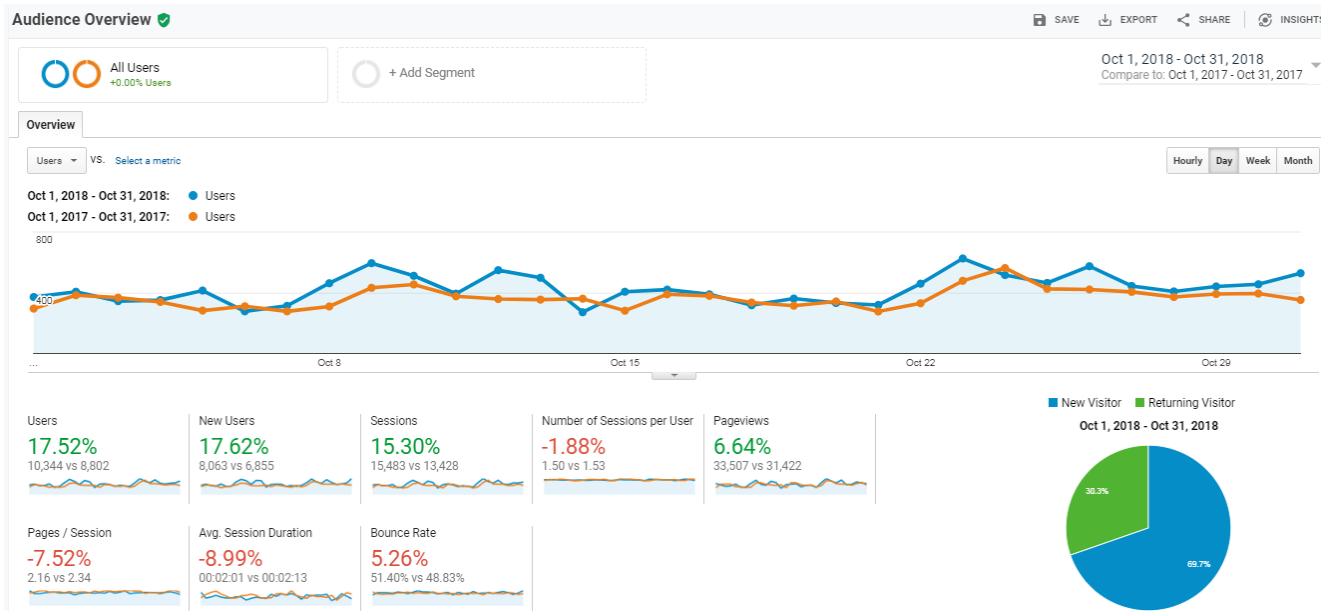 Audience Overview
SAVE EXPORT SHARE INSIGHTS
All Users
+0.00% Users
+ Add Segment
Oct 1, 2018 - Oct 31, 2018
Compare to: Oct 1, 2017 - Oct 31, 2017
Overview
Users VS. Select a metric
Hourly Day Week Month
Oct 1, 2018 - Oct 31, 2018: Users
Oct 1, 2017 - Oct 31, 2017: Users
800
400
... Oct 8 Oct 15 Oct 22 Oct 29
Users
17.52%
10,344 vs 8,802
New Users
17.62%
8,063 vs 6,855
Sessions
15.30%
15,483 vs 13,428
Number of Sessions per User
-1.88%
1.50 vs 1.53
Pageviews
6.64%
33,507 vs 31,422
Pages / Session
-7.52%
2.16 vs 2.34
Avg. Session Duration
-8.99%
00:02:01 vs 00:02:13
Bounce Rate
5.26%
51.40% vs 48.83%
New Visitor Returning Visitor
Oct 1, 2018 - Oct 31, 2018
30.3%
69.7%